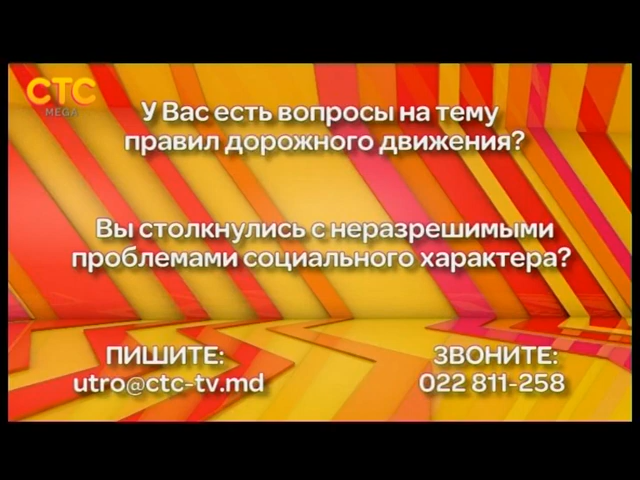 СТС
MEGA
У Вас есть вопросы на тему
правил дорожного движения?
Вы столкнулись с неразрешимыми
проблемами социального характера?
ПИШИТЕ:
utro@ctc-tv.md
ЗВОНИТЕ:
022 811-258